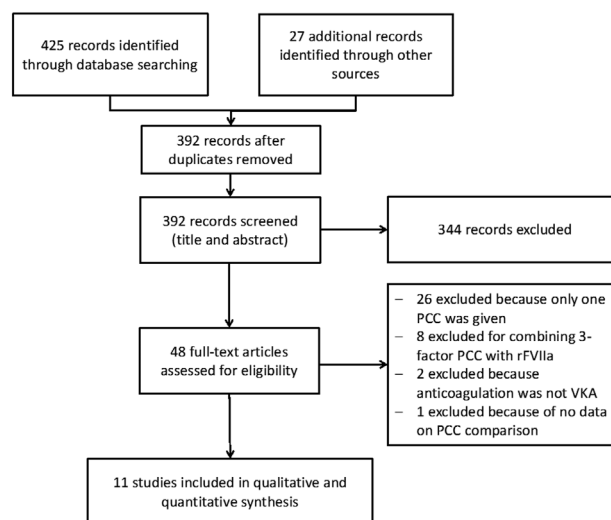 425 records identified
through database searching
27 additional records
identified through other
sources
392 records after
duplicates removed
392 records screened
(title and abstract)
344 records excluded
48 full-text articles
assessed for eligibility
– 26 excluded because only one
PCC was given
– 8 excluded for combining 3-
factor PCC with rFVIIa
– 2 excluded because
anticoagulation was not VKA
– 1 excluded because of no data
on PCC comparison
11 studies included in qualitative and
quantitative synthesis